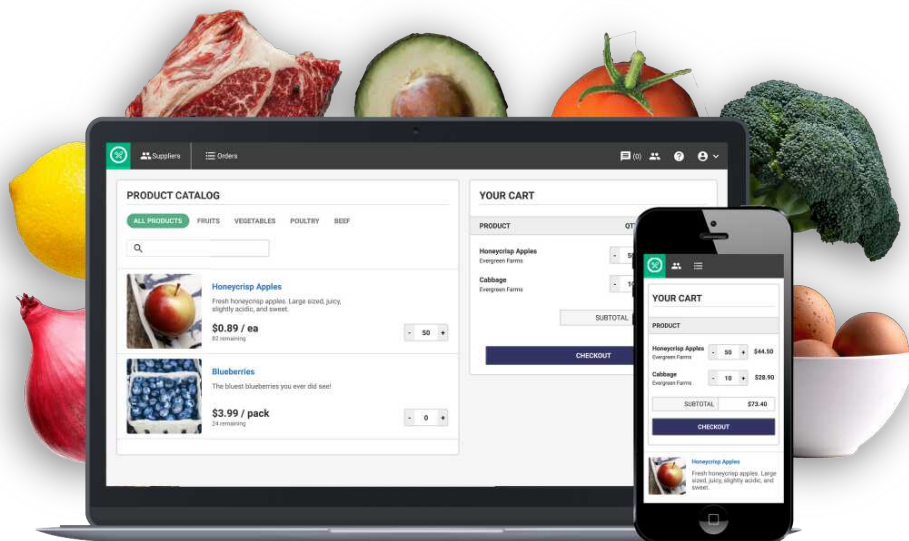 Suppliers
Orders
(0)
PRODUCT CATALOG
ALL PRODUCTS FRUITS VEGETABLES POULTRY BEEF
Honeycrisp Apples
Fresh honeycrisp apples. Large sized, juicy,
slightly acidic, and sweet.
$0.89 / ea
82 remaining
- 50 +
Blueberries
The bluest blueberries you ever did see!
$3.99 / pack
24 remaining
- 0 +
YOUR CART
PRODUCT
Honeycrisp Apples
Evergreen Farms
-
Cabbage
Evergreen Farms
-
SUBTOTAL
CHECKOUT
YOUR CART
PRODUCT
Honeycrisp Apples
Evergreen Farms
- 50 + $44.50
Cabbage
Evergreen Farms
- 10 + $28.90
SUBTOTAL $73.40
CHECKOUT
Honeycrisp Apples
Fresh honeycrisp apples. Large
sized, juicy, slightly acidic, and
sweet.